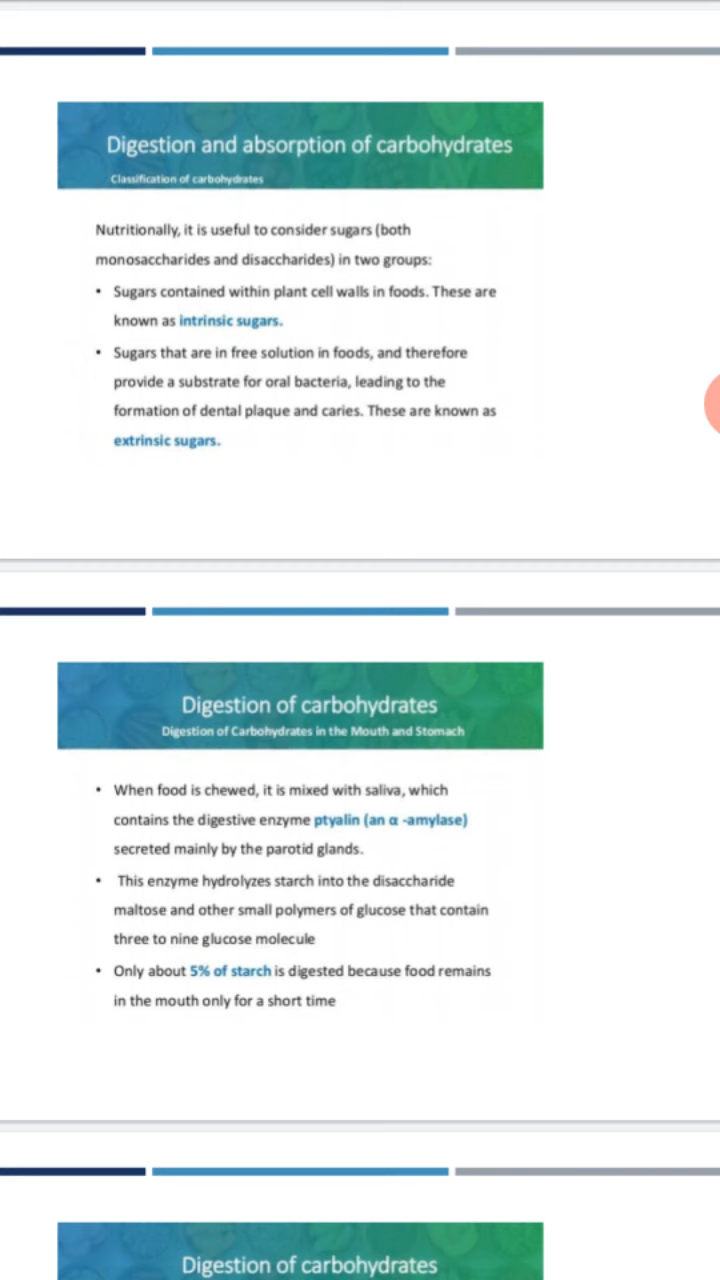 Digestion and absorption of carbohydrates
Classification of carbohydrates
Nutritionally, it is useful to consider sugars (both
monosaccharides and disaccharides) in two groups:
• Sugars contained within plant cell walls in foods. These are
known as intrinsic sugars.
• Sugars that are in free solution in foods, and therefore
provide a substrate for oral bacteria, leading to the
formation of dental plaque and caries. These are known as
extrinsic sugars.
Digestion of carbohydrates
Digestion of Carbohydrates in the Mouth and Stomach
• When food is chewed, it is mixed with saliva, which
contains the digestive enzyme ptyalin (an α -amylase)
secreted mainly by the parotid glands.
• This enzyme hydrolyzes starch into the disaccharide
maltose and other small polymers of glucose that contain
three to nine glucose molecule
• Only about 5% of starch is digested because food remains
in the mouth only for a short time
Digestion of carbohydrates